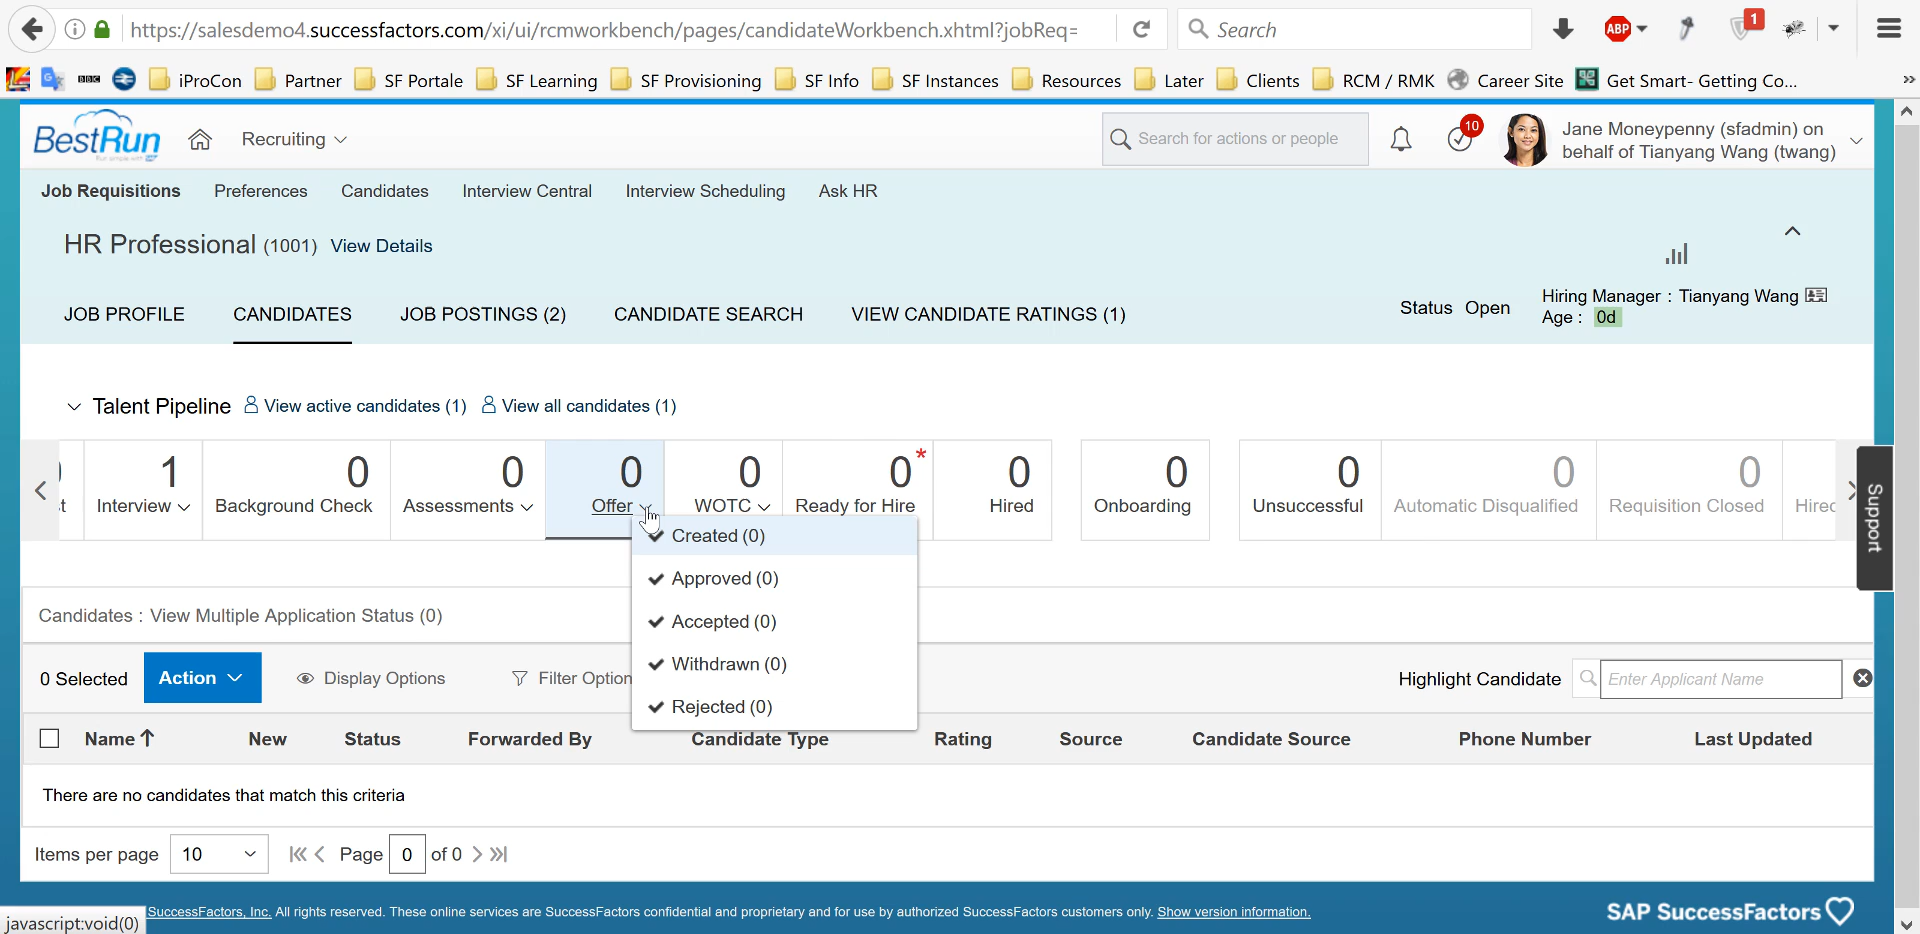 https://salesdemo4.successfactors.com/xi/ui/rcmworkbench/pages/candidateWorkbench.xhtml?jobReq=
Search
ABP
1
BBC
iProCon
Partner
SF Portale
SF Learning
SF Provisioning
SF Info
SF Instances
Resources
Later
Clients
RCM / RMK
Career Site
Get Smart- Getting Co...
BestRun
Recruiting
Search for actions or people
10
Jane Moneypenny (sfadmin) on
behalf of Tianyang Wang (twang)
Job Requisitions
Preferences
Candidates
Interview Central
Interview Scheduling
Ask HR
HR Professional (1001) View Details
JOB PROFILE
CANDIDATES
JOB POSTINGS (2)
CANDIDATE SEARCH
VIEW CANDIDATE RATINGS (1)
Status Open
Hiring Manager : Tianyang Wang
Age : 0d
Talent Pipeline
View active candidates (1)
View all candidates (1)
t
1
Interview
0
Background Check
0
Assessments
0
Offer
0
WOTC
0*
Ready for Hire
0
Hired
0
Onboarding
0
Unsuccessful
0
Automatic Disqualified
0
Requisition Closed
Hired
Support
Created (0)
Approved (0)
Accepted (0)
Withdrawn (0)
Rejected (0)
Candidates : View Multiple Application Status (0)
0 Selected
Action
Display Options
Filter Option
Highlight Candidate
Enter Applicant Name
Name
New
Status
Forwarded By
Candidate Type
Rating
Source
Candidate Source
Phone Number
Last Updated
There are no candidates that match this criteria
Items per page
10
Page 0 of 0
javascript:void(0)
SuccessFactors, Inc. All rights reserved. These online services are SuccessFactors confidential and proprietary and for use by authorized SuccessFactors customers only. Show version information.
SAP SuccessFactors